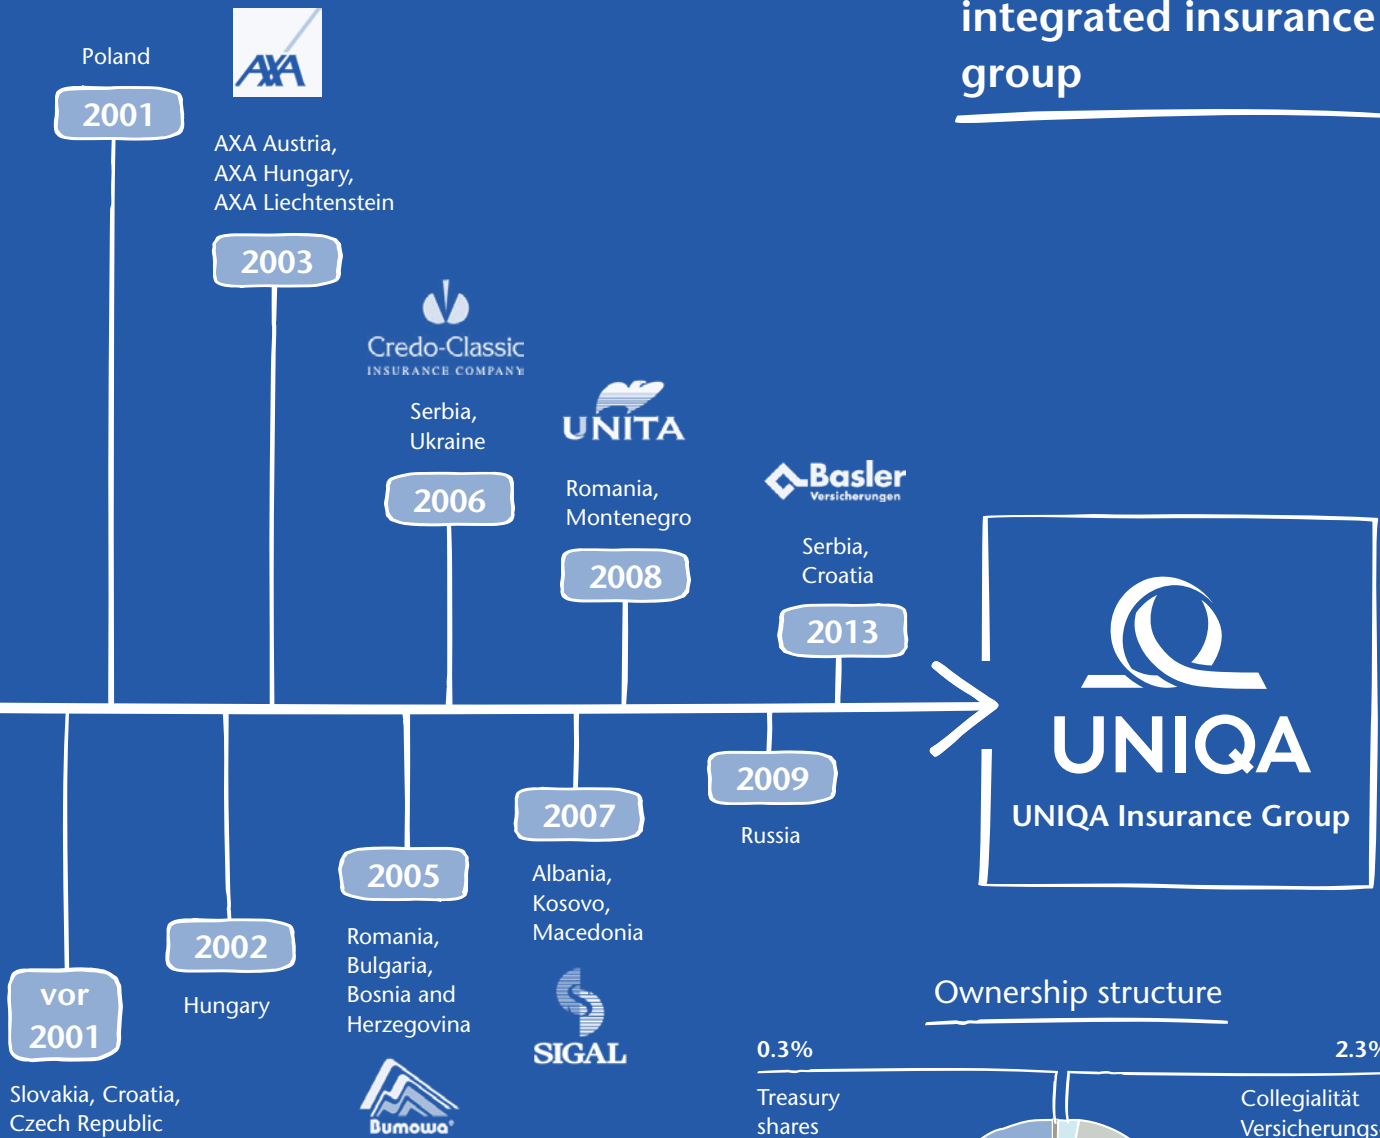 integrated insurance
group
Poland
2001
AXA
AXA Austria,
AXA Hungary,
AXA Liechtenstein
2003
Credo-Classic
INSURANCE COMPANY
Serbia,
Ukraine
2006
UNITA
Romania,
Montenegro
2008
Basler
Versicherungen
Serbia,
Croatia
2013
UNIQA
UNIQA Insurance Group
2009
Russia
2007
Albania,
Kosovo,
Macedonia
SIGAL
2005
Romania,
Bulgaria,
Bosnia and
Herzegovina
Bumowa
2002
Hungary
vor
2001
Slovakia, Croatia,
Czech Republic
Ownership structure
0.3%
Treasury
shares
2.3%
Collegialität
Versicherungs